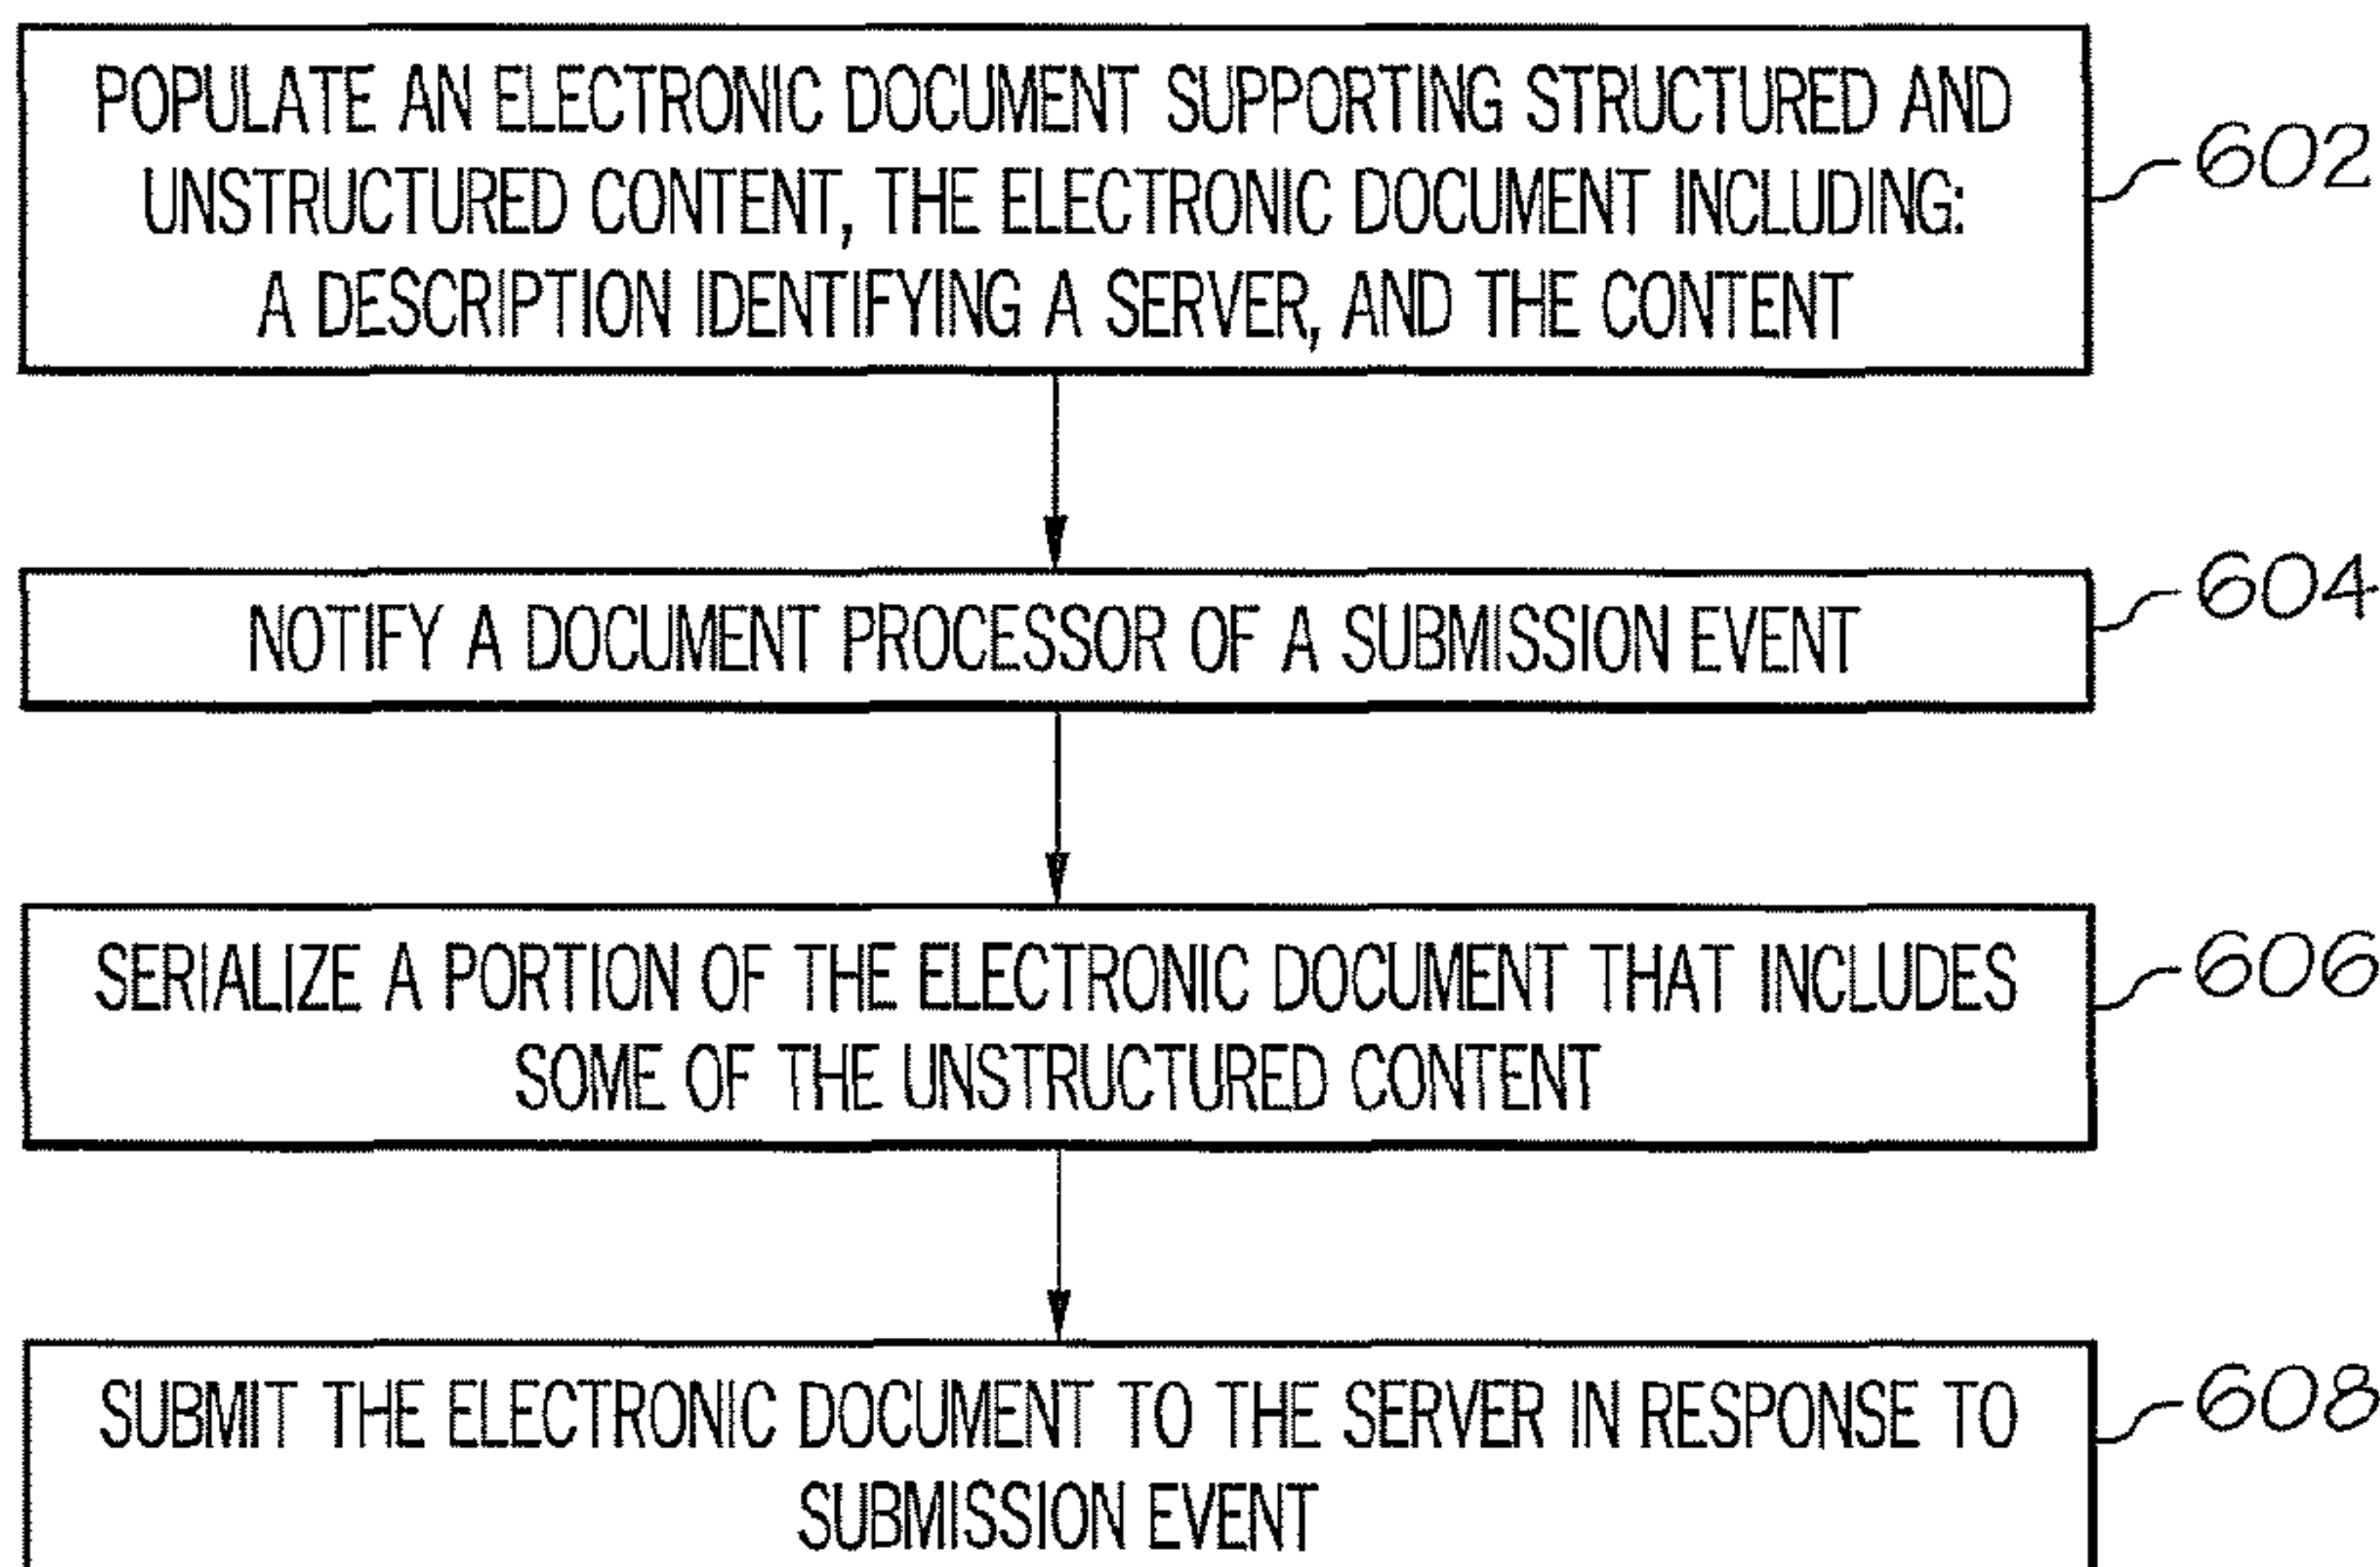 POPULATE AN ELECTRONIC DOCUMENT SUPPORTING STRUCTURED AND
UNSTRUCTURED CONTENT, THE ELECTRONIC DOCUMENT INCLUDING:
A DESCRIPTION IDENTIFYING A SERVER, AND THE CONTENT
602
NOTIFY A DOCUMENT PROCESSOR OF A SUBMISSION EVENT
604
SERIALIZE A PORTION OF THE ELECTRONIC DOCUMENT THAT INCLUDES
SOME OF THE UNSTRUCTURED CONTENT
606
SUBMIT THE ELECTRONIC DOCUMENT TO THE SERVER IN RESPONSE TO
SUBMISSION EVENT
608